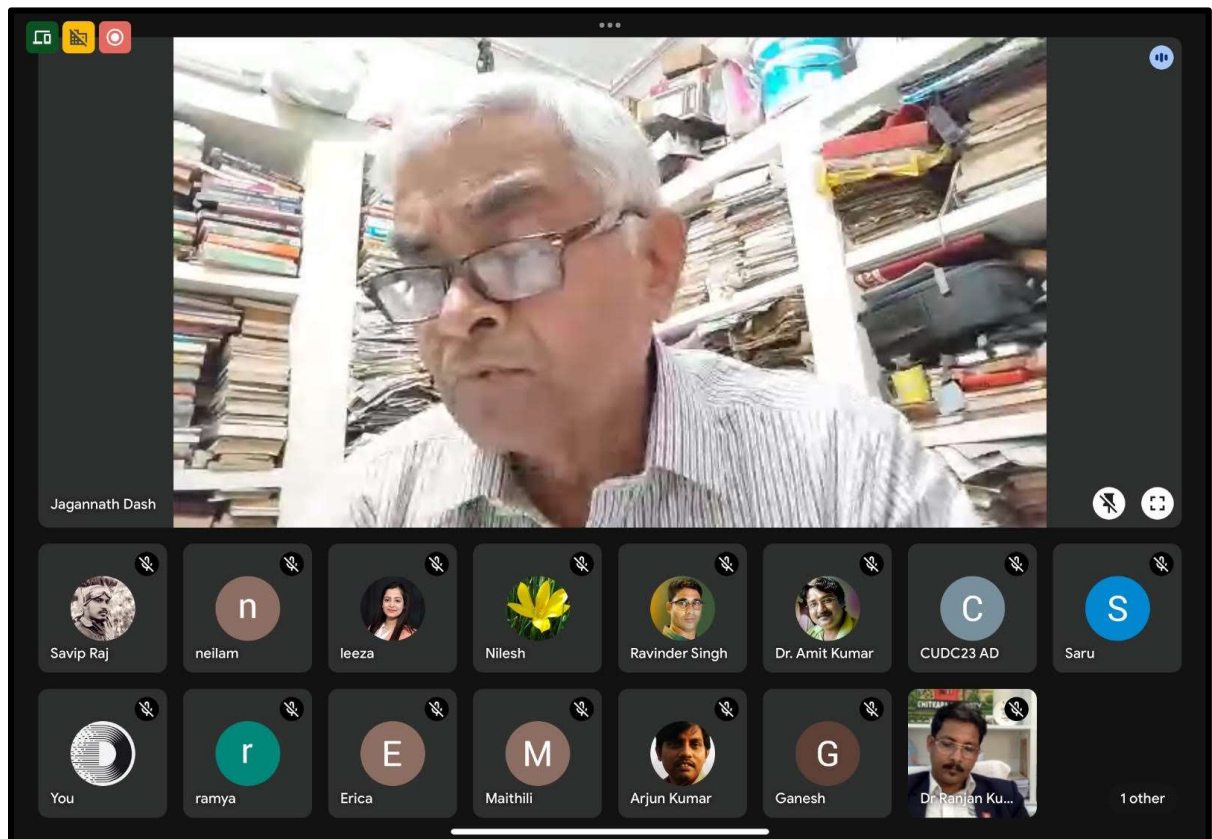 Jagannath Dash
Savip Raj
n
neilam
leeza
Nilesh
Ravinder Singh
Dr. Amit Kumar
C
CUDC23 AD
S
Saru
You
r
ramya
E
Erica
M
Maithili
Arjun Kumar
G
Ganesh
CHITKARA
Dr Ranjan Ku...
1 other